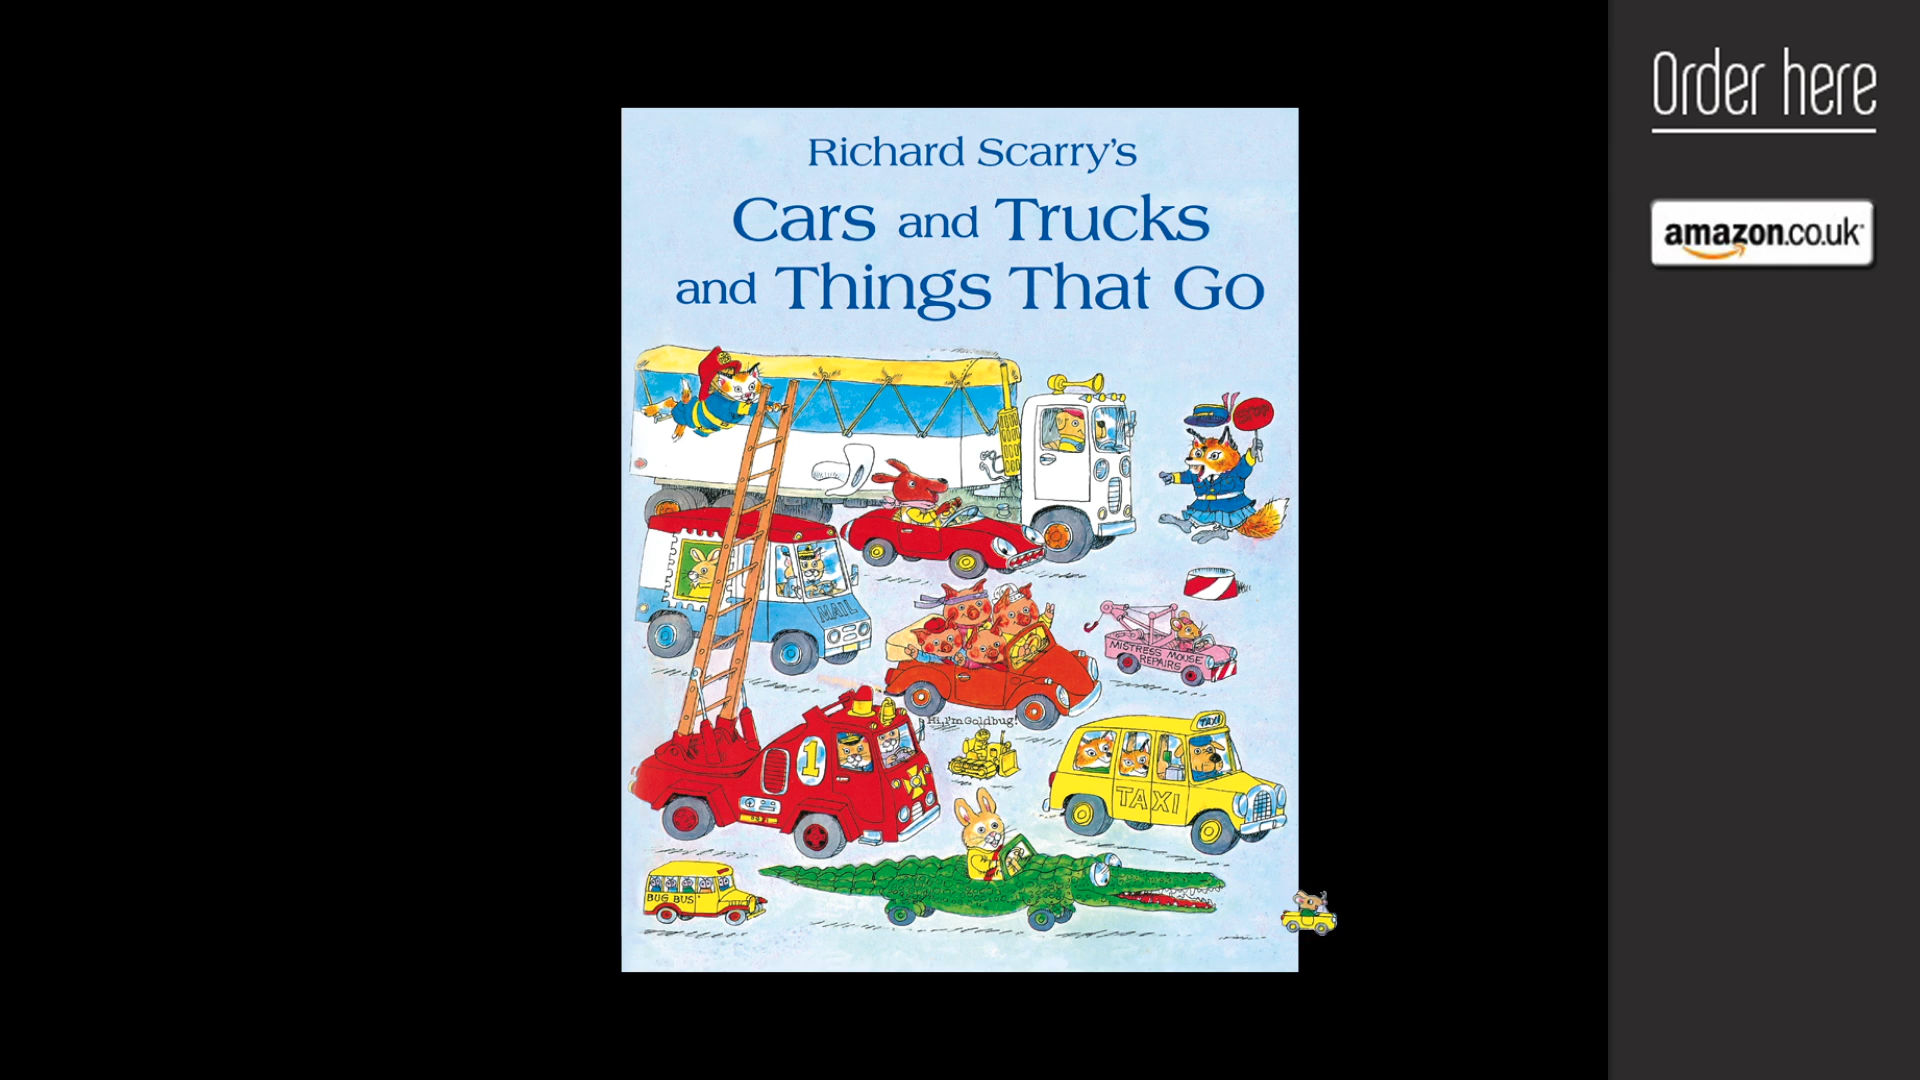 Richard Scarry's
Cars and Trucks
and Things That Go
MAIL
MISTRESS MOUSE
REPAIRS
Hi, I'm Goldbug!
TAXI
1
TAXI
BUG BUS
Order here
amazon.co.uk